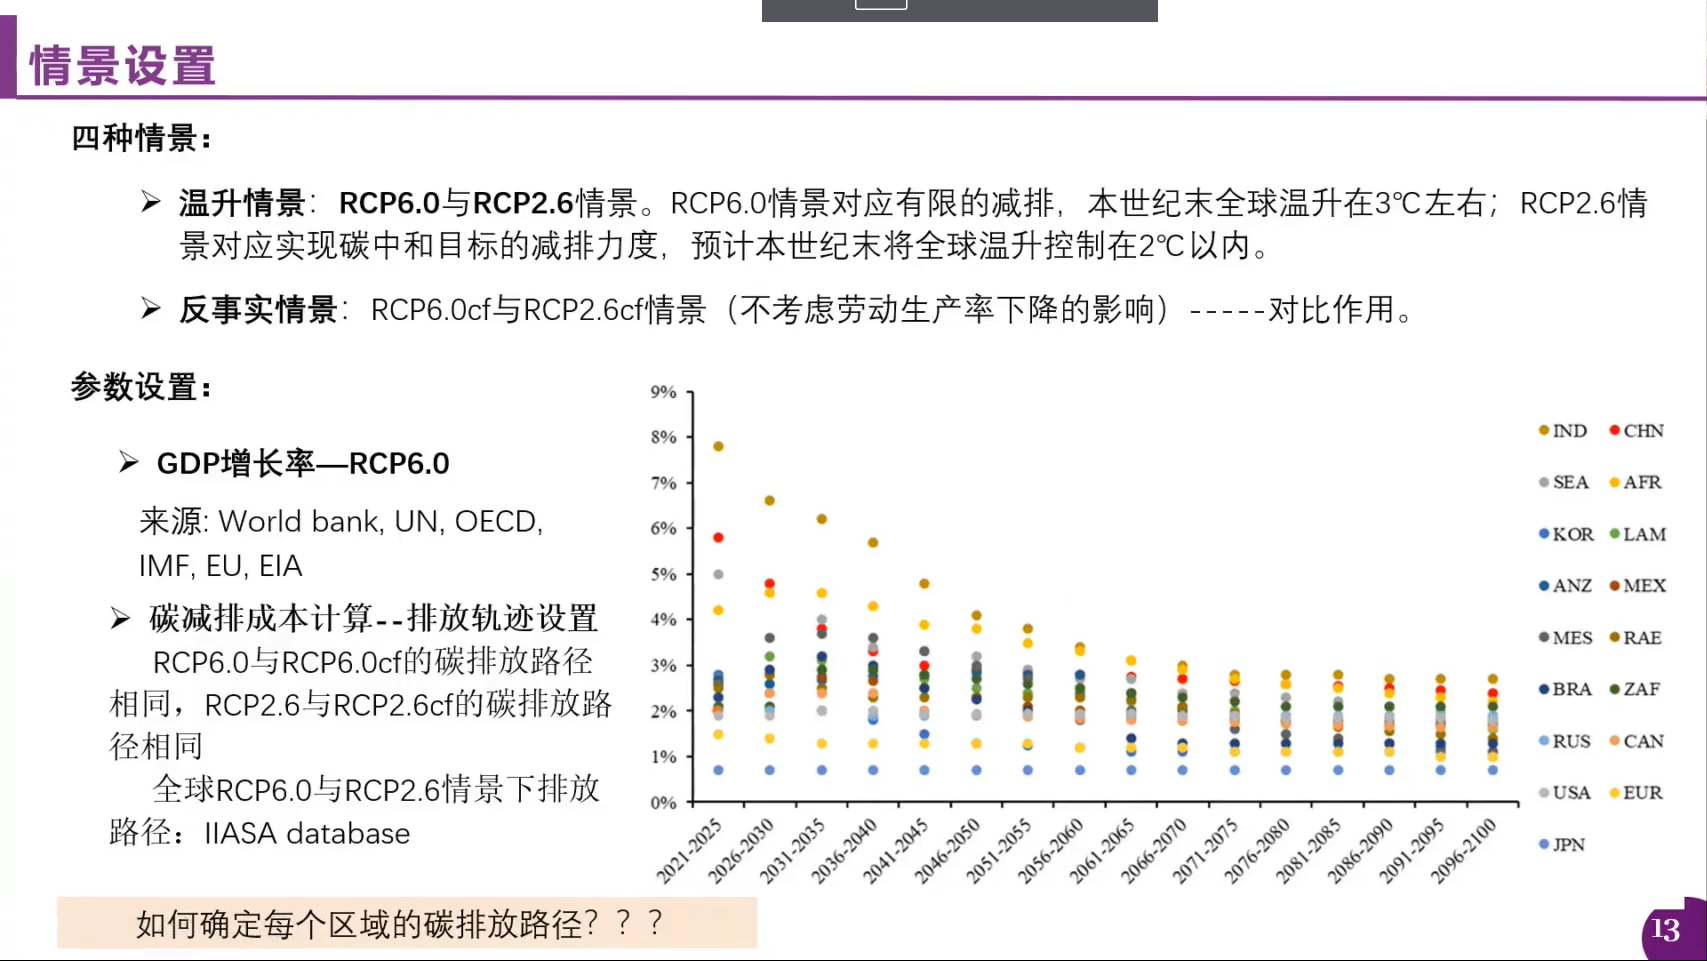 情景设置
四种情景：
➢ 温升情景：RCP6.0与RCP2.6情景。RCP6.0情景对应有限的减排，本世纪末全球温升在3℃左右；RCP2.6情
景对应实现碳中和目标的减排力度，预计本世纪末将全球温升控制在2℃以内。
➢ 反事实情景：RCP6.0cf与RCP2.6cf情景（不考虑劳动生产率下降的影响）-----对比作用。
参数设置：
➢ GDP增长率—RCP6.0
来源: World bank, UN, OECD,
IMF, EU, EIA
➢ 碳减排成本计算--排放轨迹设置
RCP6.0与RCP6.0cf的碳排放路径
相同，RCP2.6与RCP2.6cf的碳排放路
径相同
全球RCP6.0与RCP2.6情景下排放
路径：IIASA database
如何确定每个区域的碳排放路径？？？
9%
8%
7%
6%
5%
4%
3%
2%
1%
0%
2021-2025 2026-2030 2031-2035 2036-2040 2041-2045 2046-2050 2051-2055 2056-2060 2061-2065 2066-2070 2071-2075 2076-2080 2081-2085 2086-2090 2091-2095 2096-2100
IND CHN
SEA AFR
KOR LAM
ANZ MEX
MES RAE
BRA ZAF
RUS CAN
USA EUR
JPN
13